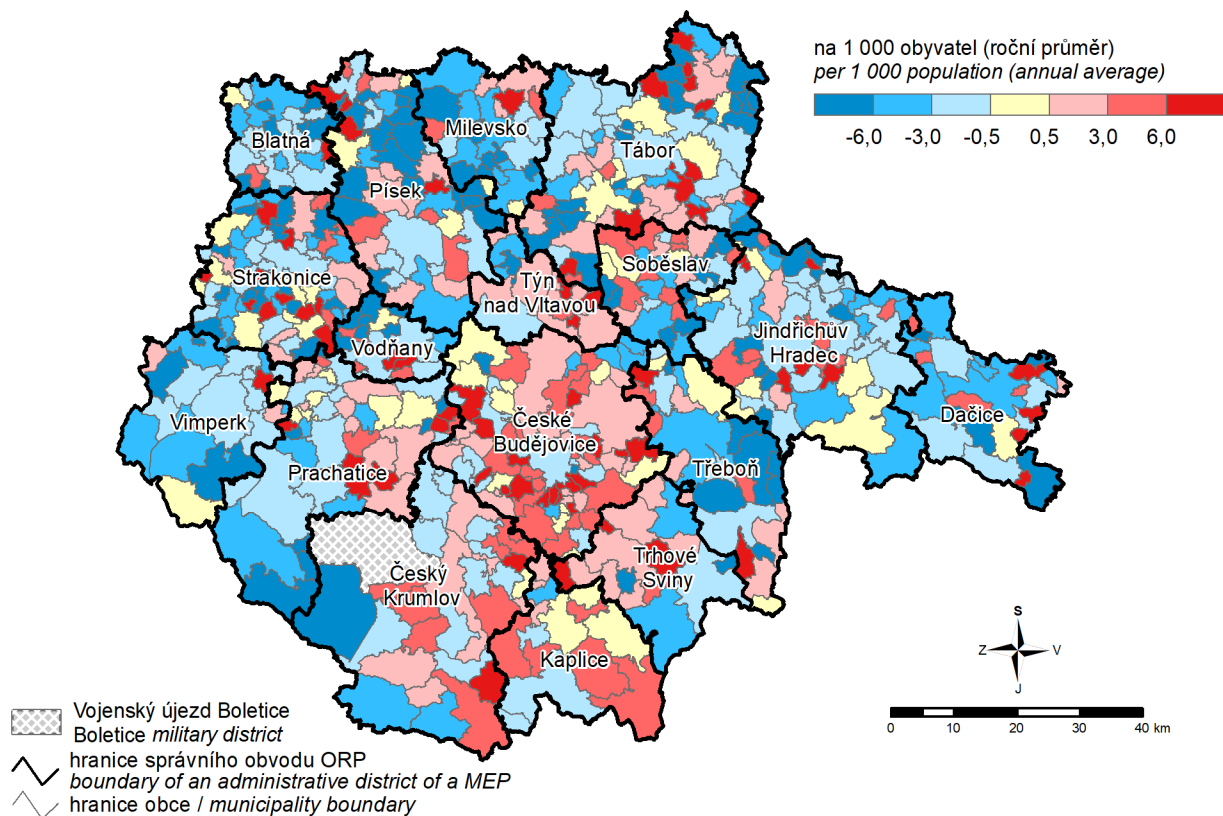 na 1 000 obyvatel (roční průměr)
per 1 000 population (annual average)
-6,0 -3,0 -0,5 0,5 3,0 6,0
Blatná
Milevsko
Tábor
Písek
Strakonice
Soběslav
Týn
nad Vltavou
Vodňany
Jindřichův
Hradec
Vimperk
České
Budějovice
Dačice
Prachatice
Třeboň
Trhové
Sviny
Český
Krumlov
Kaplice
S
Z V
J
0 10 20 30 40 km
Vojenský újezd Boletice
Boletice military district
hranice správního obvodu ORP
boundary of an administrative district of a MEP
hranice obce / municipality boundary